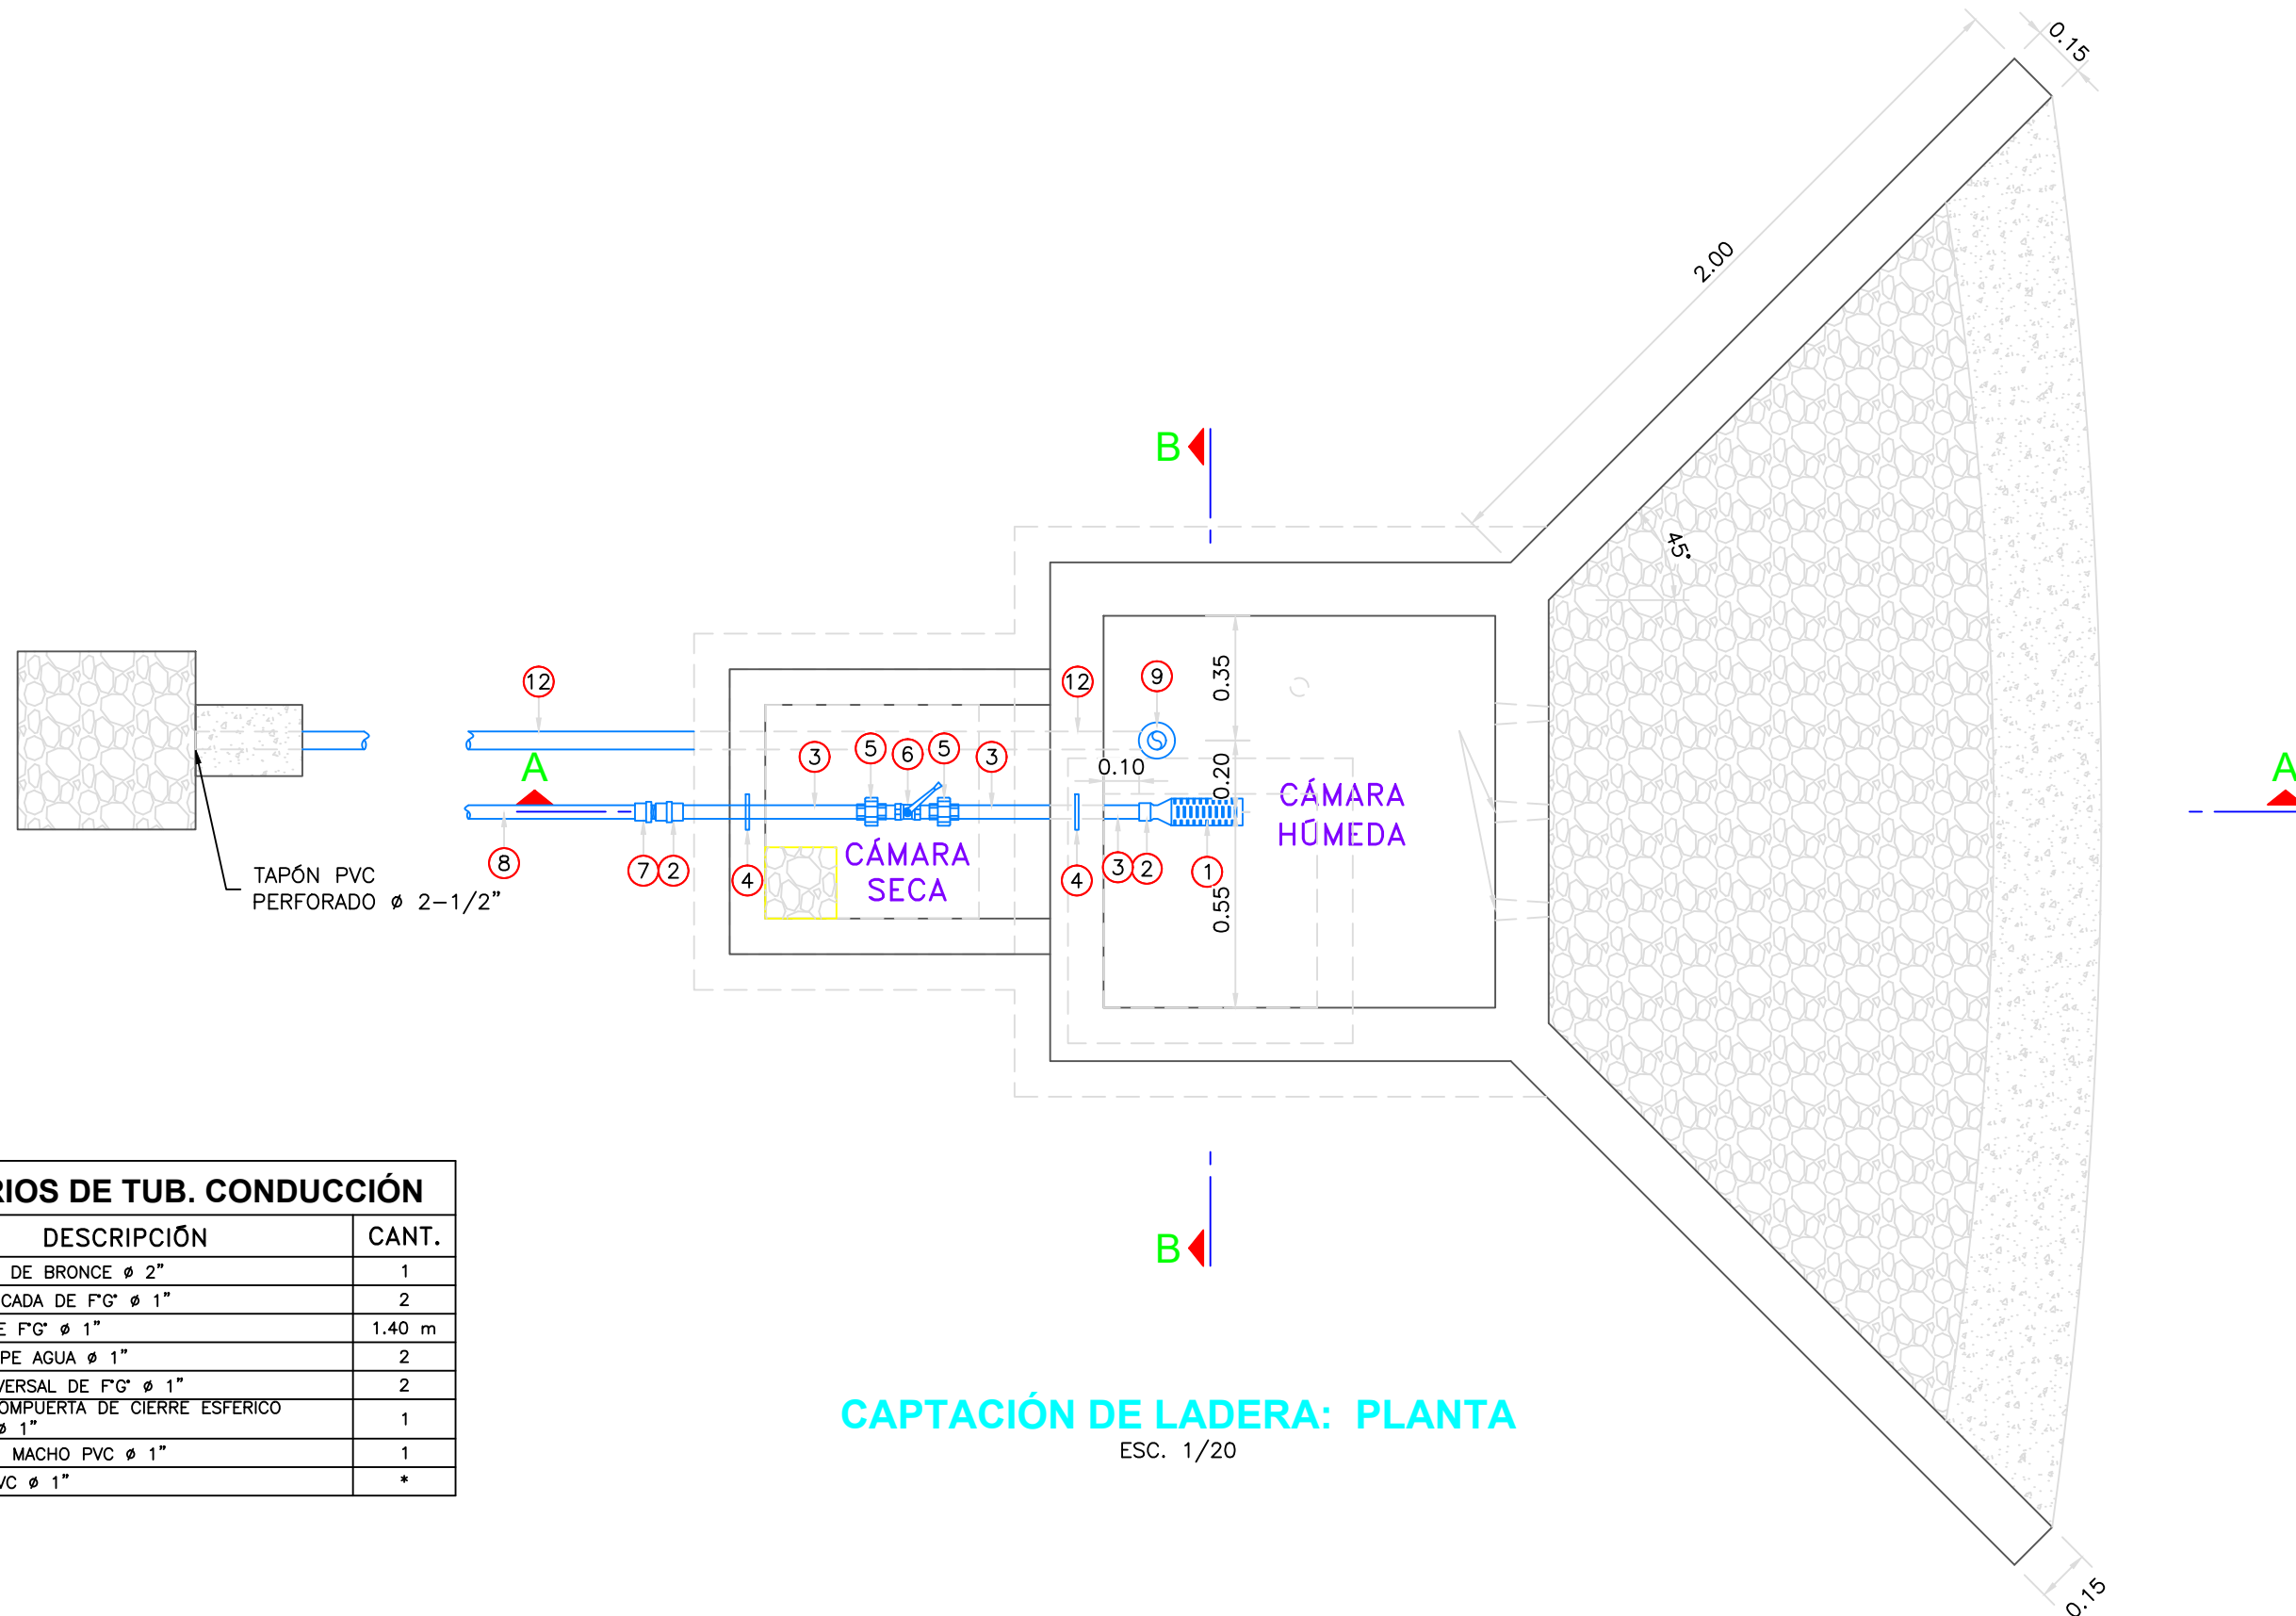 0.15
2.00
45°
B
12
12
9
0.35
A
3
5
6
5
3
0.10
0.20
CÁMARA
HÚMEDA
A
8
7
2
4
CÁMARA
SECA
4
3
2
1
0.55
TAPÓN PVC
PERFORADO ø 2-1/2"
B
RIOS DE TUB. CONDUCCIÓN
DESCRIPCIÓN CANT.
DE BRONCE ø 2" 1
CADA DE F°G° ø 1" 2
E F°G° ø 1" 1.40 m
PE AGUA ø 1" 2
VERSAL DE F°G° ø 1" 2
OMPUERTA DE CIERRE ESFERICO
ø 1" 1
MACHO PVC ø 1" 1
VC ø 1" *
CAPTACIÓN DE LADERA: PLANTA
ESC. 1/20
0.15